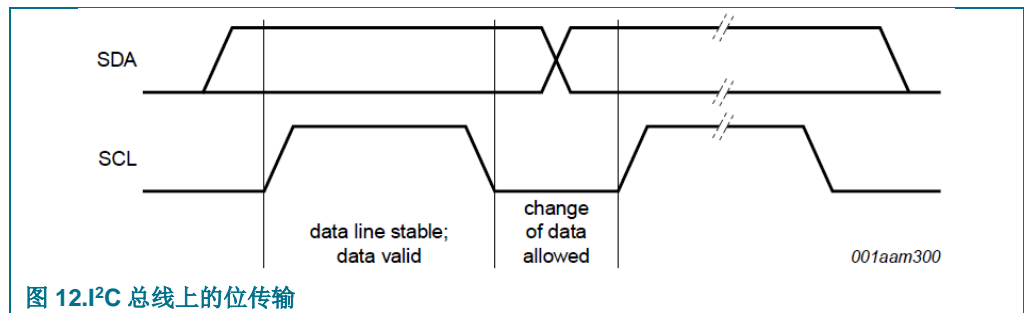 SDA
SCL
data line stable;
data valid
change
of data
allowed
001aam300
图 12.I²C 总线上的位传输